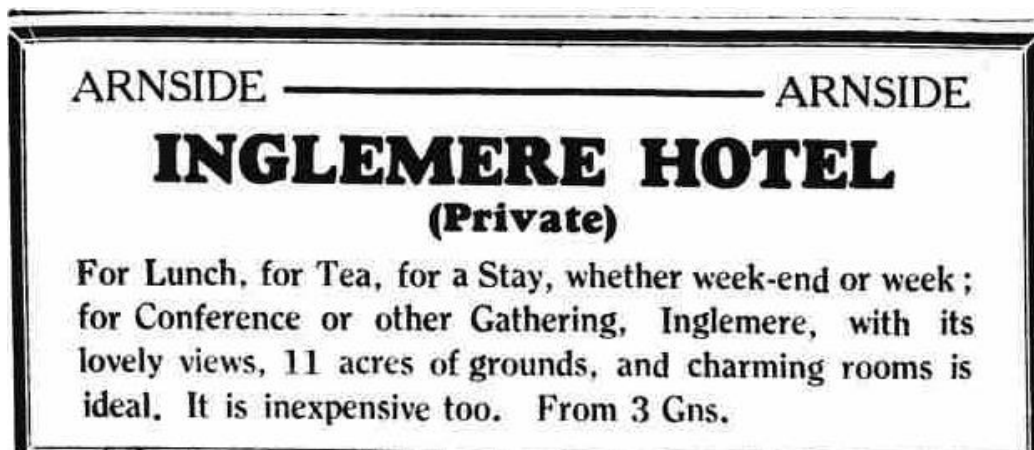 ARNSIDE ARNSIDE
INGLEMERE HOTEL
(Private)
For Lunch, for Tea, for a Stay, whether week-end or week ;
for Conference or other Gathering, Inglemere, with its
lovely views, 11 acres of grounds, and charming rooms is
ideal. It is inexpensive too. From 3 Gns.